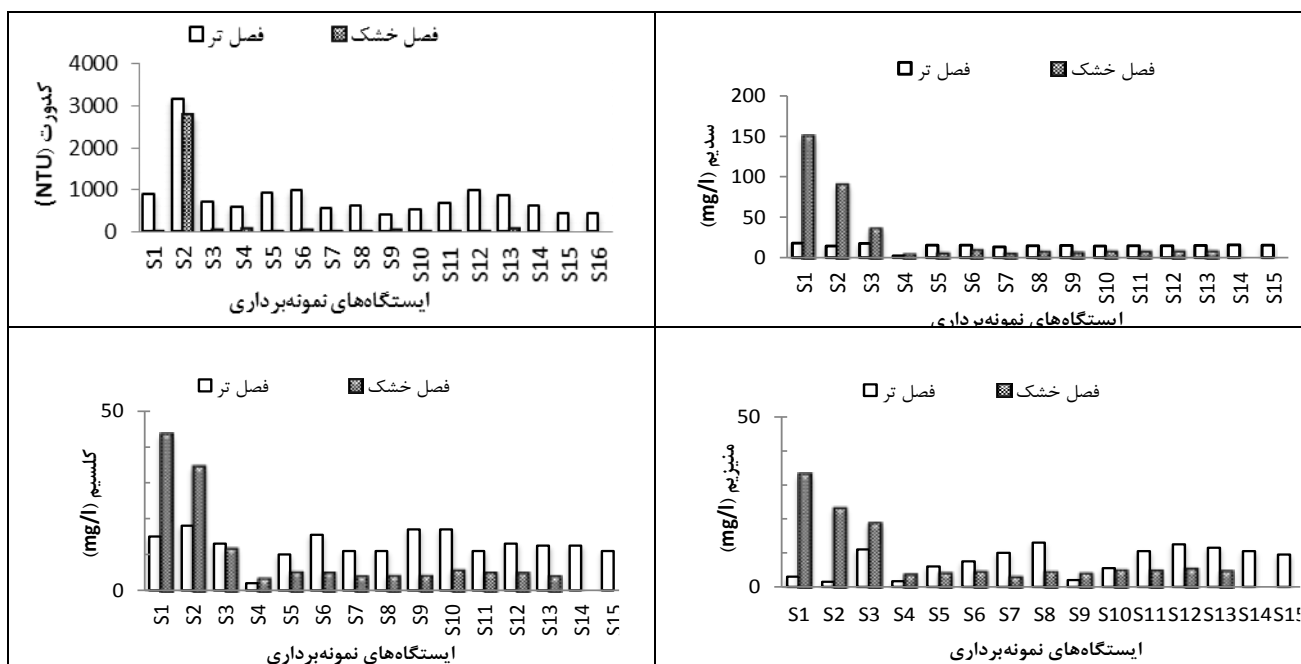 فصل تر فصل خشک
کدورت (NTU)
4000
3000
2000
1000
0
S1 S2 S3 S4 S5 S6 S7 S8 S9 S10 S11 S12 S13 S14 S15 S16
ایستگاه‌های نمونه‌برداری
فصل تر فصل خشک
سدیم (mg/l)
200
150
100
50
0
S1 S2 S3 S4 S5 S6 S7 S8 S9 S10 S11 S12 S13 S14 S15
ایستگاه‌های نمونه‌برداری
فصل تر فصل خشک
کلسیم (mg/l)
50
0
S1 S2 S3 S4 S5 S6 S7 S8 S9 S10 S11 S12 S13 S14 S15
ایستگاه‌های نمونه‌برداری
فصل تر فصل خشک
منیزیم (mg/l)
50
0
S1 S2 S3 S4 S5 S6 S7 S8 S9 S10 S11 S12 S13 S14 S15
ایستگاه‌های نمونه‌برداری